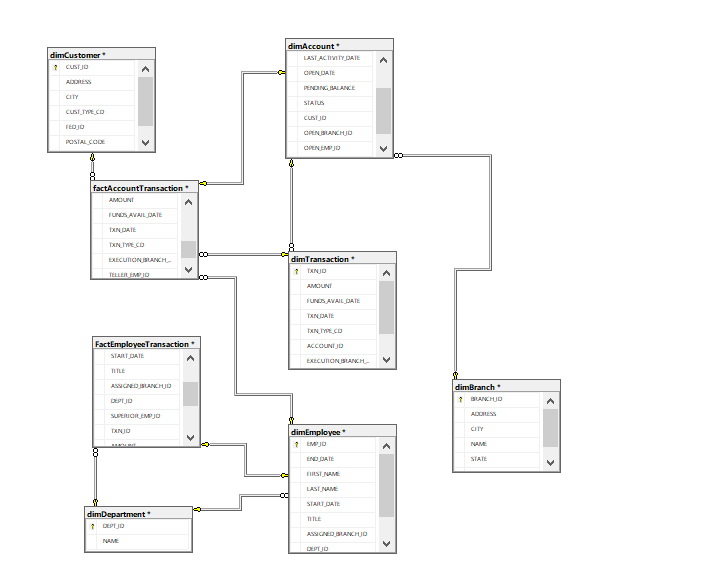 dimCustomer *
CUST_ID
ADDRESS
CITY
CUST_TYPE_CD
FED_ID
POSTAL_CODE
dimAccount *
LAST_ACTIVITY_DATE
OPEN_DATE
PENDING_BALANCE
STATUS
CUST_ID
OPEN_BRANCH_ID
OPEN_EMP_ID
factAccountTransaction *
AMOUNT
FUNDS_AVAIL_DATE
TXN_DATE
TXN_TYPE_CD
EXECUTION_BRANCH_...
TELLER_EMP_ID
dimTransaction *
TXN_ID
AMOUNT
FUNDS_AVAIL_DATE
TXN_DATE
TXN_TYPE_CD
ACCOUNT_ID
EXECUTION_BRANCH_...
FactEmployeeTransaction *
START_DATE
TITLE
ASSIGNED_BRANCH_ID
DEPT_ID
SUPERIOR_EMP_ID
TXN_ID
AMOUNT
dimBranch *
BRANCH_ID
ADDRESS
CITY
NAME
STATE
dimEmployee *
EMP_ID
END_DATE
FIRST_NAME
LAST_NAME
START_DATE
TITLE
ASSIGNED_BRANCH_ID
DEPT_ID
dimDepartment *
DEPT_ID
NAME